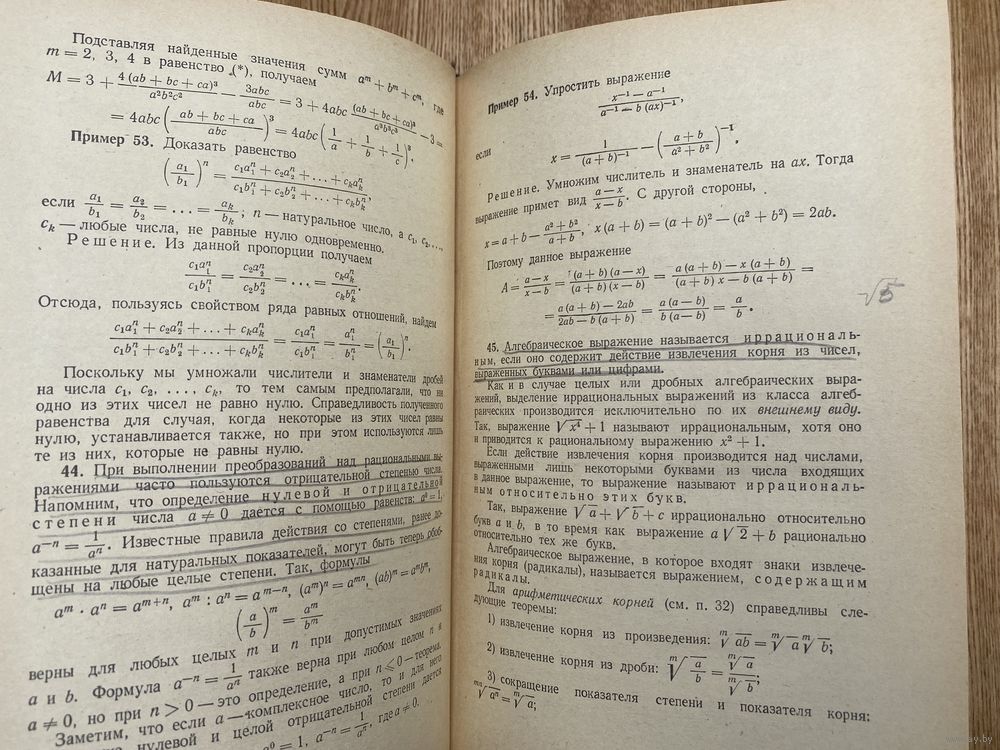 Подставляя найденные значения сумм aᵐ + bᵐ + cᵐ, где
m = 2, 3, 4 в равенство (*), получаем
M = 3 + 4 (ab + bc + ca)³ / a²b²c² − 3abc / abc = 3 + 4abc (ab + bc + ca)³ / a³b³c³ − 3 =
= 4abc ( ab + bc + ca / abc )³ = 4abc ( 1/a + 1/b + 1/c )³.
Пример 53. Доказать равенство
( a₁ / b₁ )ⁿ = c₁a₁ⁿ + c₂a₂ⁿ + . . . + cₖaₖⁿ / c₁b₁ⁿ + c₂b₂ⁿ + . . . + cₖbₖⁿ ,
если a₁/b₁ = a₂/b₂ = . . . = aₖ/bₖ ; n — натуральное число, а c₁, c₂, . . .,
cₖ — любые числа, не равные нулю одновременно.
Решение. Из данной пропорции получаем
c₁a₁ⁿ / c₁b₁ⁿ = c₂a₂ⁿ / c₂b₂ⁿ = . . . = cₖaₖⁿ / cₖbₖⁿ .
Отсюда, пользуясь свойством ряда равных отношений, найдем
c₁a₁ⁿ + c₂a₂ⁿ + . . . + cₖaₖⁿ / c₁b₁ⁿ + c₂b₂ⁿ + . . . + cₖbₖⁿ = c₁a₁ⁿ / c₁b₁ⁿ = a₁ⁿ / b₁ⁿ = ( a₁ / b₁ )ⁿ.
Поскольку мы умножали числители и знаменатели дробей
на числа c₁, c₂, . . . , cₖ, то тем самым предполагали, что ни
одно из этих чисел не равно нулю. Справедливость полученного
равенства для случая, когда некоторые из этих чисел равны
нулю, устанавливается также, но при этом используются лишь
те из них, которые не равны нулю.
44. При выполнении преобразований над рациональными вы-
ражениями часто пользуются отрицательной степенью числа.
Напомним, что определение нулевой и отрицательной
степени числа a ≠ 0 дается с помощью равенств: a⁰ = 1,
a⁻ⁿ = 1/aⁿ. Известные правила действия со степенями, ранее до-
казанные для натуральных показателей, могут быть теперь обоб-
щены на любые целые степени. Так, формулы
aᵐ · aⁿ = aᵐ⁺ⁿ, aᵐ : aⁿ = aᵐ⁻ⁿ, (aᵐ)ⁿ = aᵐⁿ, (ab)ᵐ = aᵐbᵐ,
( a / b )ᵐ = aᵐ / bᵐ
верны для любых целых m и n при допустимых значениях
a и b. Формула a⁻ⁿ = 1/aⁿ также верна при любом целом n и
a ≠ 0, но при n > 0 — это определение, а при n ⩽ 0 — теорема.
Заметим, что если a — комплексное число, то и для него
нулевой и целой отрицательной степени дается
a⁰ = 1, a⁻ⁿ = 1/aⁿ, где a ≠ 0.
Пример 54. Упростить выражение
x⁻¹ − a⁻¹ / a⁻¹ − b (ax)⁻¹ ,
если
x = 1 / (a + b)⁻¹ − ( a + b / a² + b² )⁻¹.
Решение. Умножим числитель и знаменатель на ax. Тогда
выражение примет вид a − x / x − b . С другой стороны,
x = a + b − a² + b² / a + b , x (a + b) = (a + b)² − (a² + b²) = 2ab.
Поэтому данное выражение
A = a − x / x − b = (a + b) (a − x) / (a + b) (x − b) = a (a + b) − x (a + b) / (a + b) x − b (a + b) =
= a (a + b) − 2ab / 2ab − b (a + b) = a (a − b) / b (a − b) = a / b .
√5
45. Алгебраическое выражение называется иррациональ-
ным, если оно содержит действие извлечения корня из чисел,
выраженных буквами или цифрами.
Как и в случае целых или дробных алгебраических выра-
жений, выделение иррациональных выражений из класса алгеб-
раических производится исключительно по их внешнему виду.
Так, выражение √x⁴ + 1 называют иррациональным, хотя оно
и приводится к рациональному выражению x² + 1.
Если действие извлечения корня производится над числами,
выраженными лишь некоторыми буквами из числа входящих
в данное выражение, то выражение называют иррациональ-
ным относительно этих букв.
Так, выражение √a + √b + c иррационально относительно
букв a и b, в то время как выражение a √2 + b рационально
относительно тех же букв.
Алгебраическое выражение, в которое входят знаки извлече-
ния корня (радикалы), называется выражением, содержащим
радикалы.
Для арифметических корней (см. п. 32) справедливы сле-
дующие теоремы:
1) извлечение корня из произведения: ᵐ√ab = ᵐ√a ᵐ√b;
2) извлечение корня из дроби: ᵐ√(a / b) = ᵐ√a / ᵐ√b ;
3) сокращение показателя степени и показателя корня:
ᵐⁿ√aⁿ = ᵐ√a;
www.ay.by